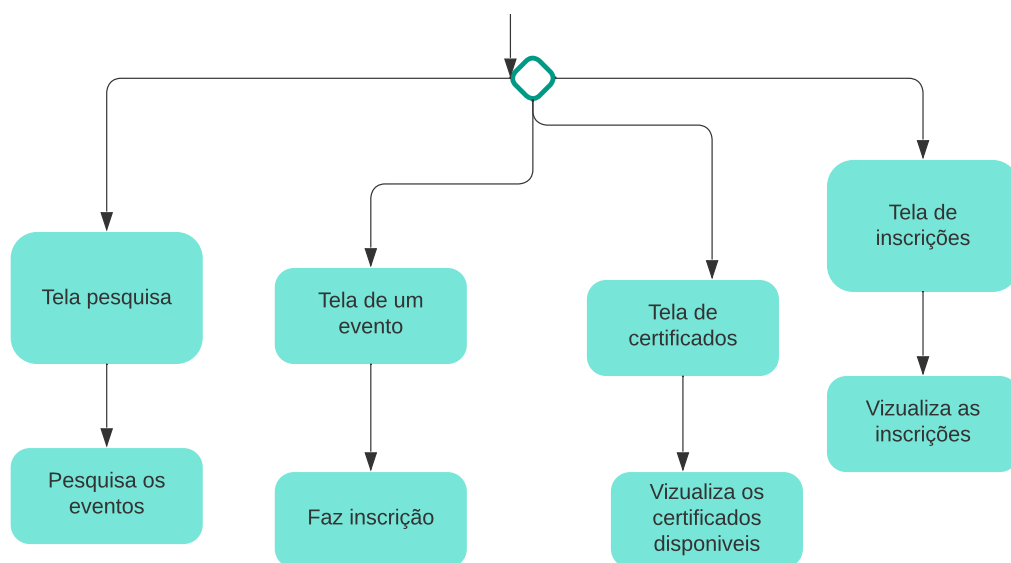 Tela pesquisa
Pesquisa os
eventos
Tela de um
evento
Faz inscrição
Tela de
certificados
Vizualiza os
certificados
disponiveis
Tela de
inscrições
Vizualiza as
inscrições